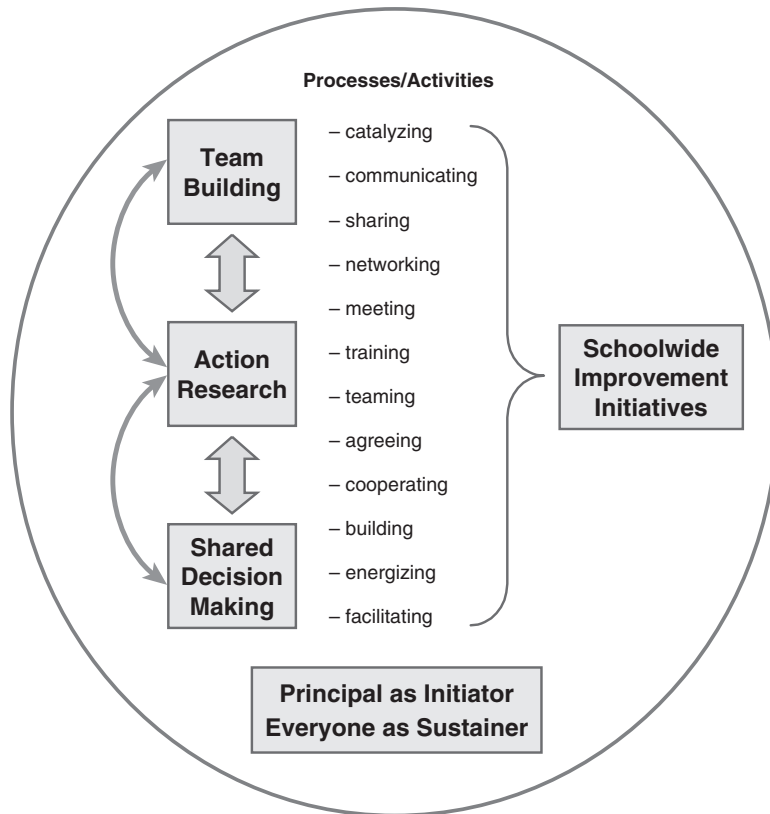 Processes/Activities
Team
Building
– catalyzing
– communicating
– sharing
– networking
– meeting
Action
Research
– training
– teaming
– agreeing
– cooperating
Shared
Decision
Making
– building
– energizing
– facilitating
Schoolwide
Improvement
Initiatives
Principal as Initiator
Everyone as Sustainer